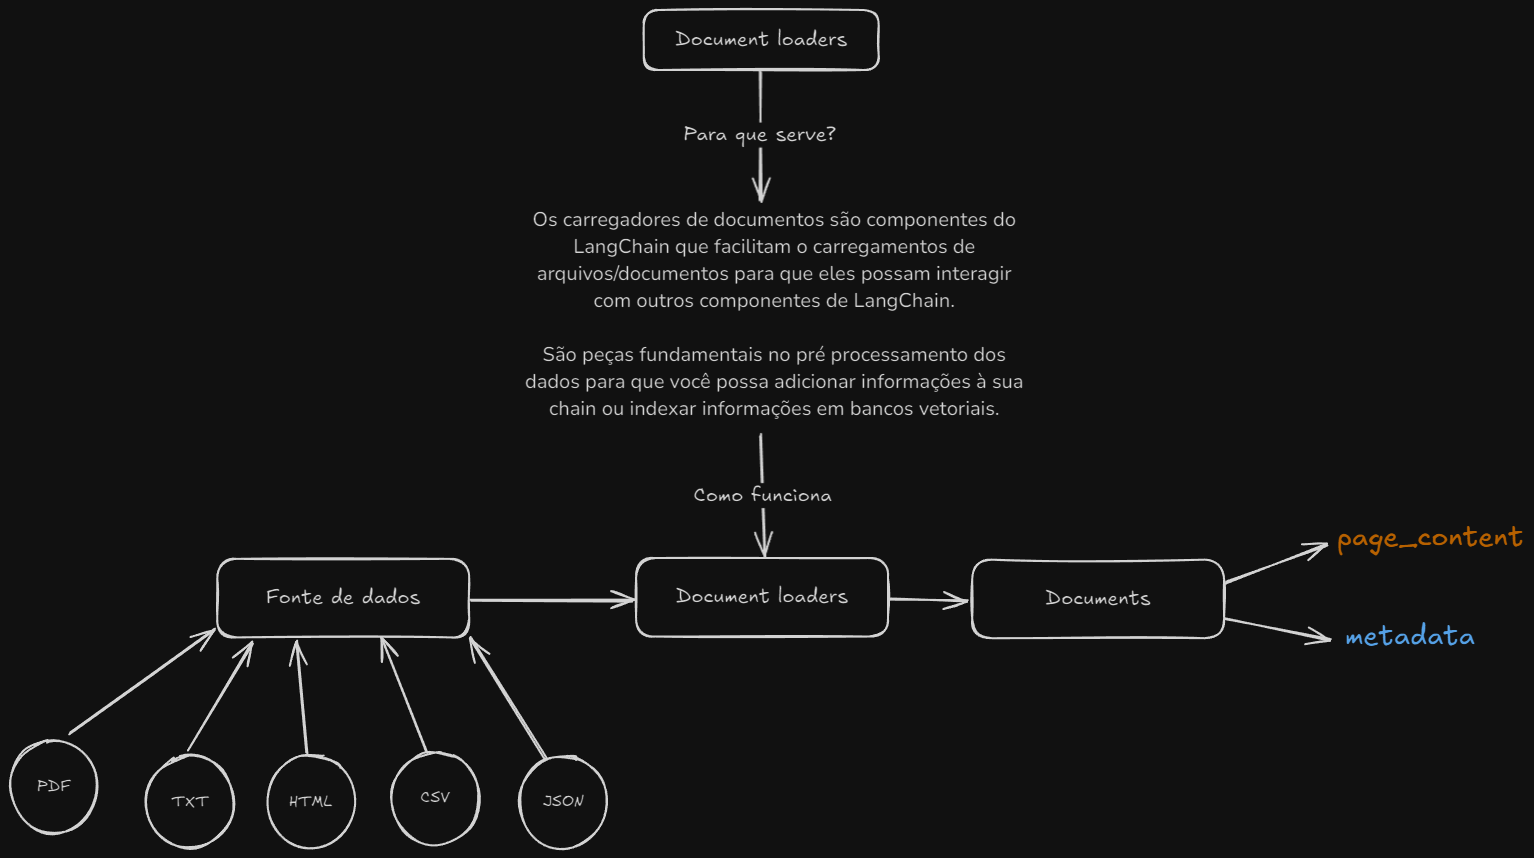 Document loaders
Para que serve?
Os carregadores de documentos são componentes do
LangChain que facilitam o carregamentos de
arquivos/documentos para que eles possam interagir
com outros componentes de LangChain.
São peças fundamentais no pré processamento dos
dados para que você possa adicionar informações à sua
chain ou indexar informações em bancos vetoriais.
Como funciona
Fonte de dados
Document loaders
Documents
page_content
metadata
PDF
TXT
HTML
CSV
JSON